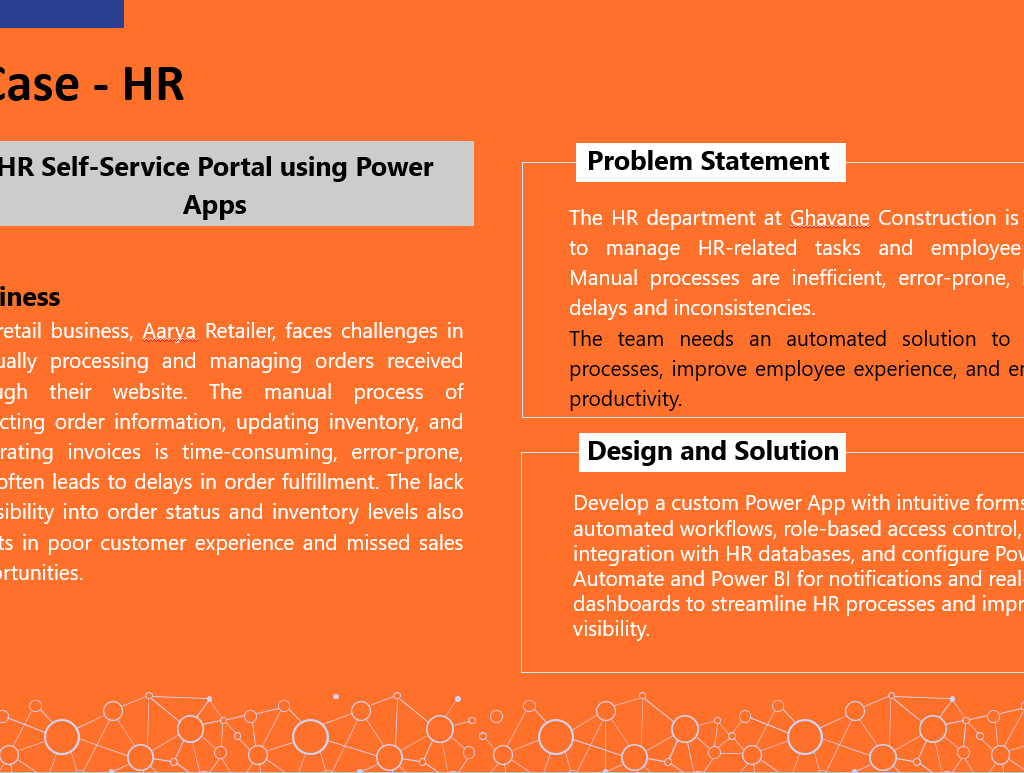 Case - HR
HR Self-Service Portal using Power
Apps
iness
retail business, Aarya Retailer, faces challenges in
ually processing and managing orders received
ugh their website. The manual process of
cting order information, updating inventory, and
rating invoices is time-consuming, error-prone,
often leads to delays in order fulfillment. The lack
sibility into order status and inventory levels also
ts in poor customer experience and missed sales
rtunities.
Problem Statement
The HR department at Ghavane Construction is
to manage HR-related tasks and employee
Manual processes are inefficient, error-prone,
delays and inconsistencies.
The team needs an automated solution to
processes, improve employee experience, and en
productivity.
Design and Solution
Develop a custom Power App with intuitive forms
automated workflows, role-based access control,
integration with HR databases, and configure Pow
Automate and Power BI for notifications and real-
dashboards to streamline HR processes and impr
visibility.